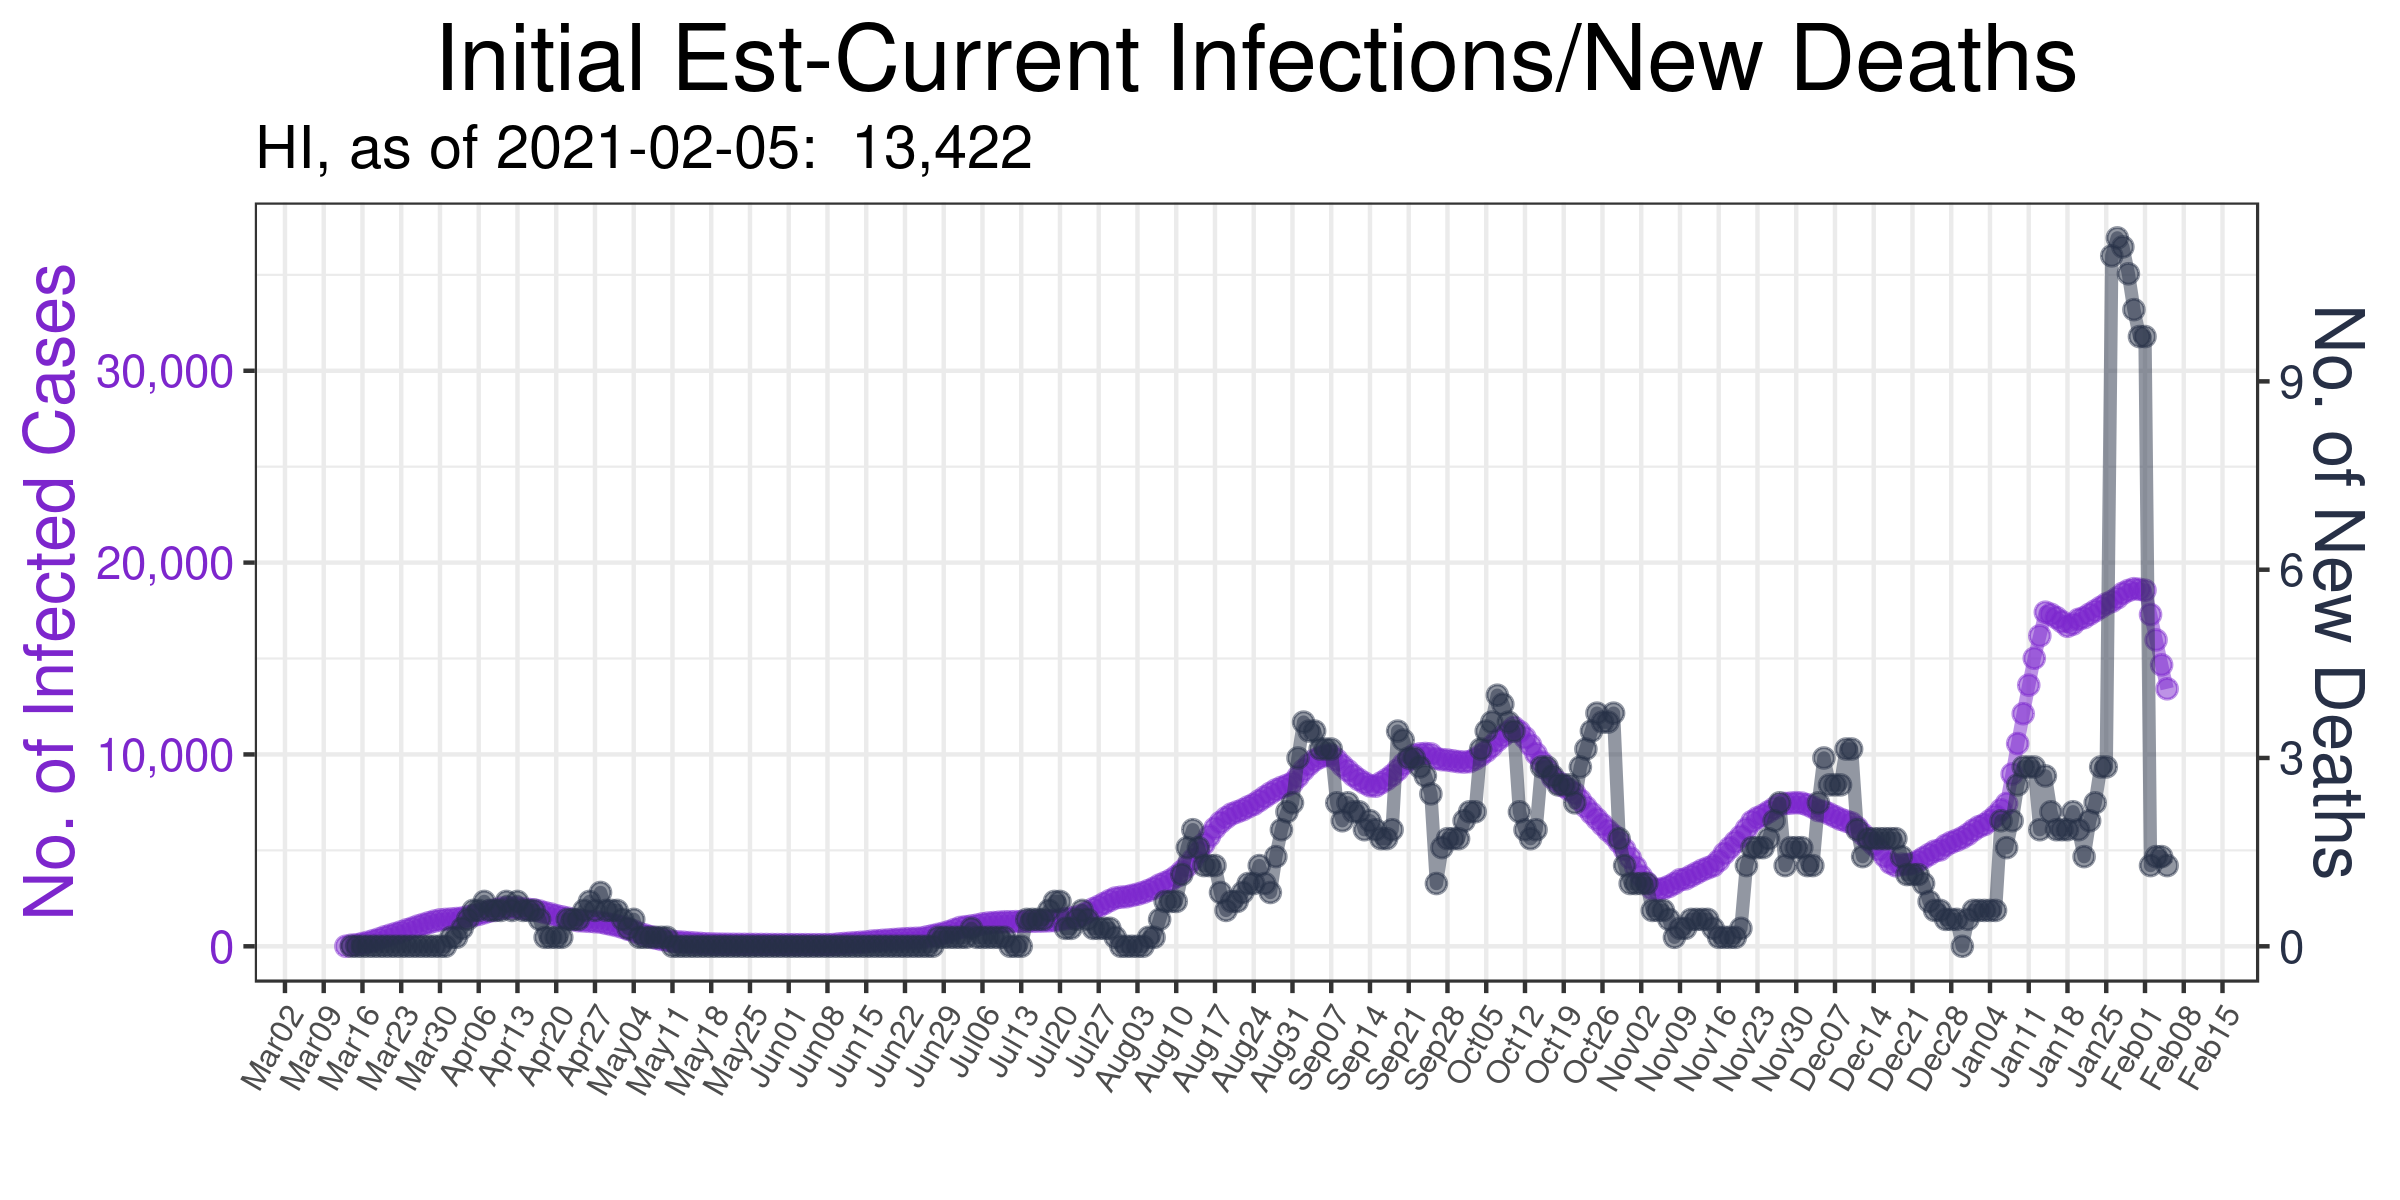 Initial Est-Current Infections/New Deaths
HI, as of 2021-02-05:  13,422
No. of Infected Cases
30,000
20,000
10,000
0
No. of New Deaths
9
6
3
0
Mar02
Mar09
Mar16
Mar23
Mar30
Apr06
Apr13
Apr20
Apr27
May04
May11
May18
May25
Jun01
Jun08
Jun15
Jun22
Jun29
Jul06
Jul13
Jul20
Jul27
Aug03
Aug10
Aug17
Aug24
Aug31
Sep07
Sep14
Sep21
Sep28
Oct05
Oct12
Oct19
Oct26
Nov02
Nov09
Nov16
Nov23
Nov30
Dec07
Dec14
Dec21
Dec28
Jan04
Jan11
Jan18
Jan25
Feb01
Feb08
Feb15